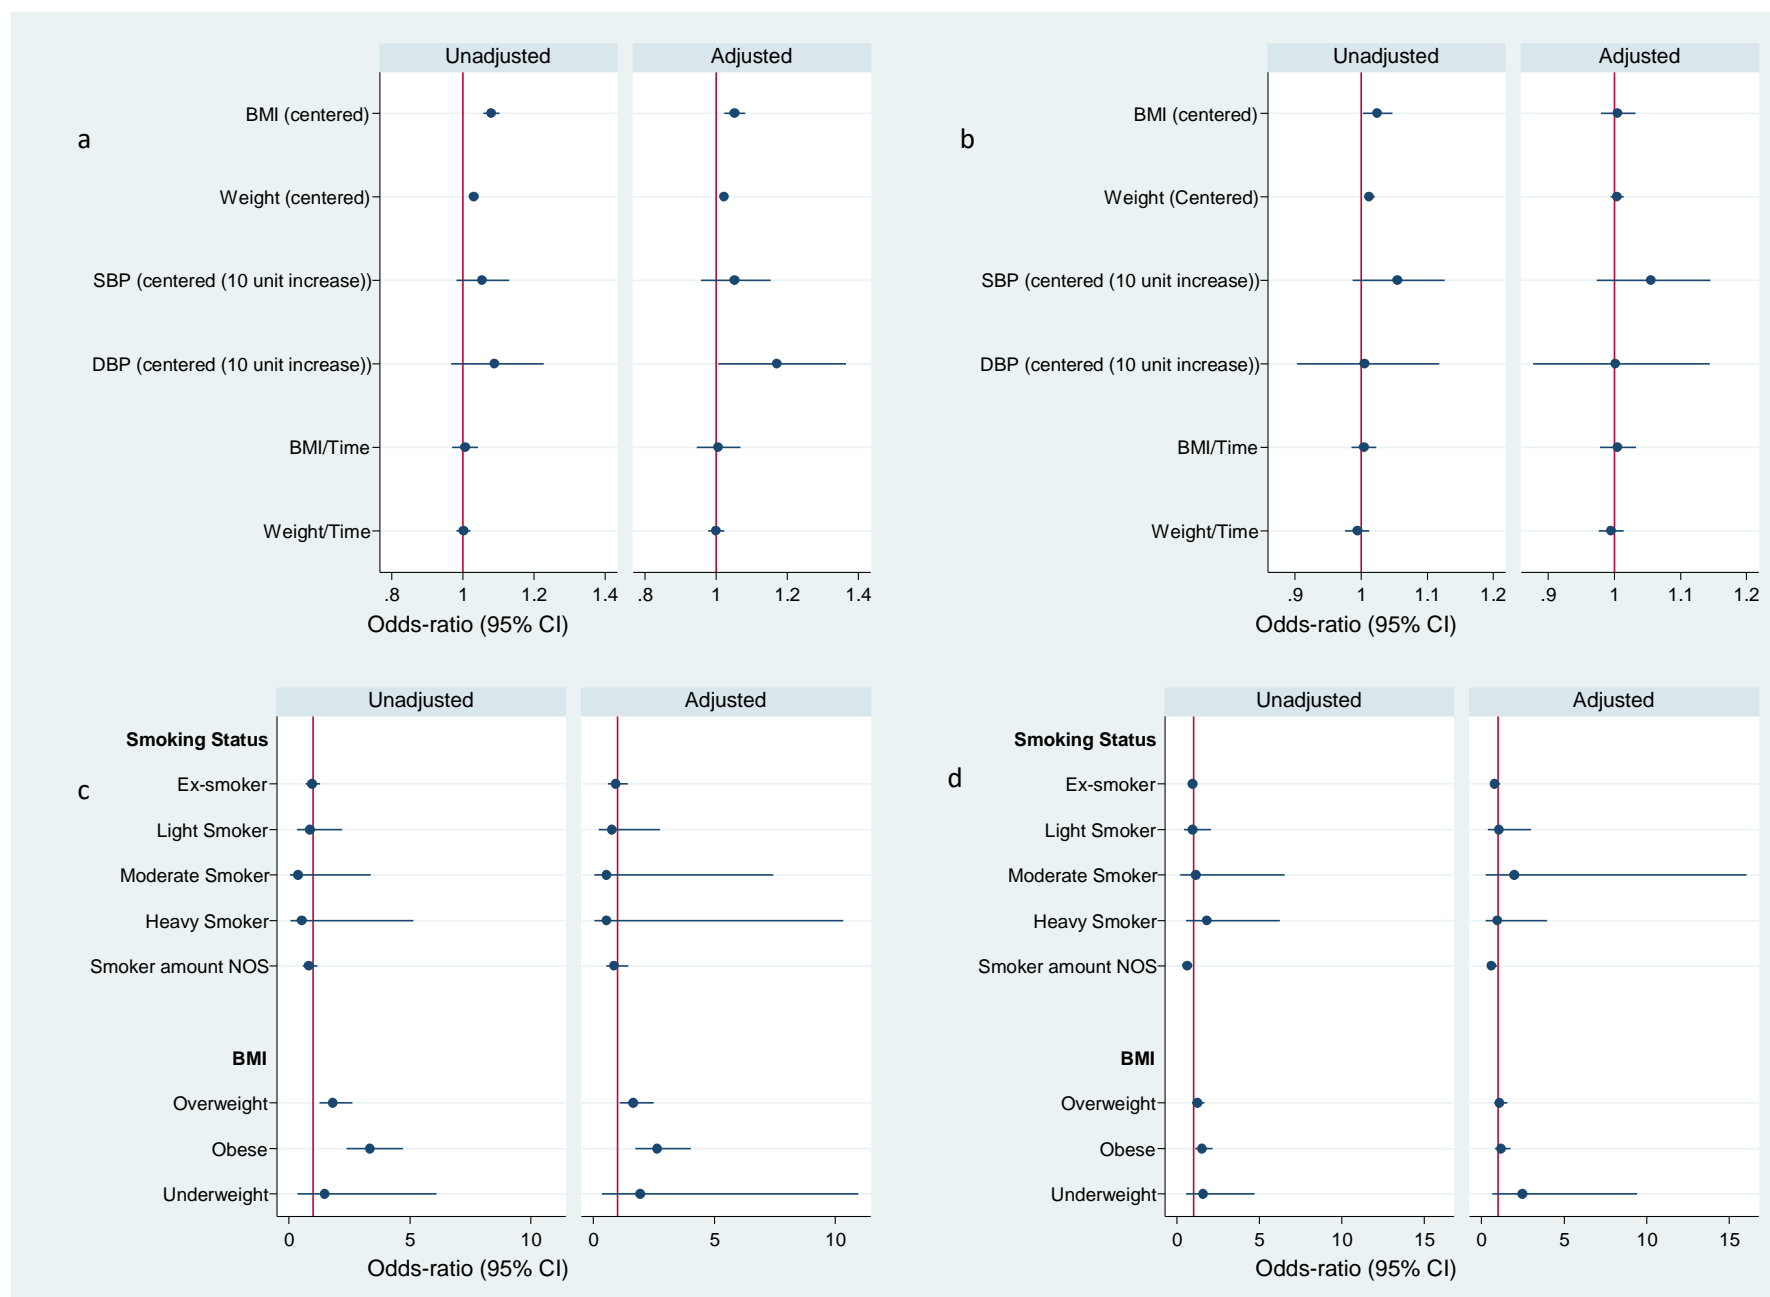 a
Unadjusted
Adjusted
BMI (centered)
Weight (centered)
SBP (centered (10 unit increase))
DBP (centered (10 unit increase))
BMI/Time
Weight/Time
.8 1 1.2 1.4
.8 1 1.2 1.4
Odds-ratio (95% CI)
b
Unadjusted
Adjusted
BMI (centered)
Weight (Centered)
SBP (centered (10 unit increase))
DBP (centered (10 unit increase))
BMI/Time
Weight/Time
.9 1 1.1 1.2
.9 1 1.1 1.2
Odds-ratio (95% CI)
c
Unadjusted
Adjusted
Smoking Status
Ex-smoker
Light Smoker
Moderate Smoker
Heavy Smoker
Smoker amount NOS
BMI
Overweight
Obese
Underweight
0 5 10
0 5 10
Odds-ratio (95% CI)
d
Unadjusted
Adjusted
Smoking Status
Ex-smoker
Light Smoker
Moderate Smoker
Heavy Smoker
Smoker amount NOS
BMI
Overweight
Obese
Underweight
0 5 10 15
0 5 10 15
Odds-ratio (95% CI)